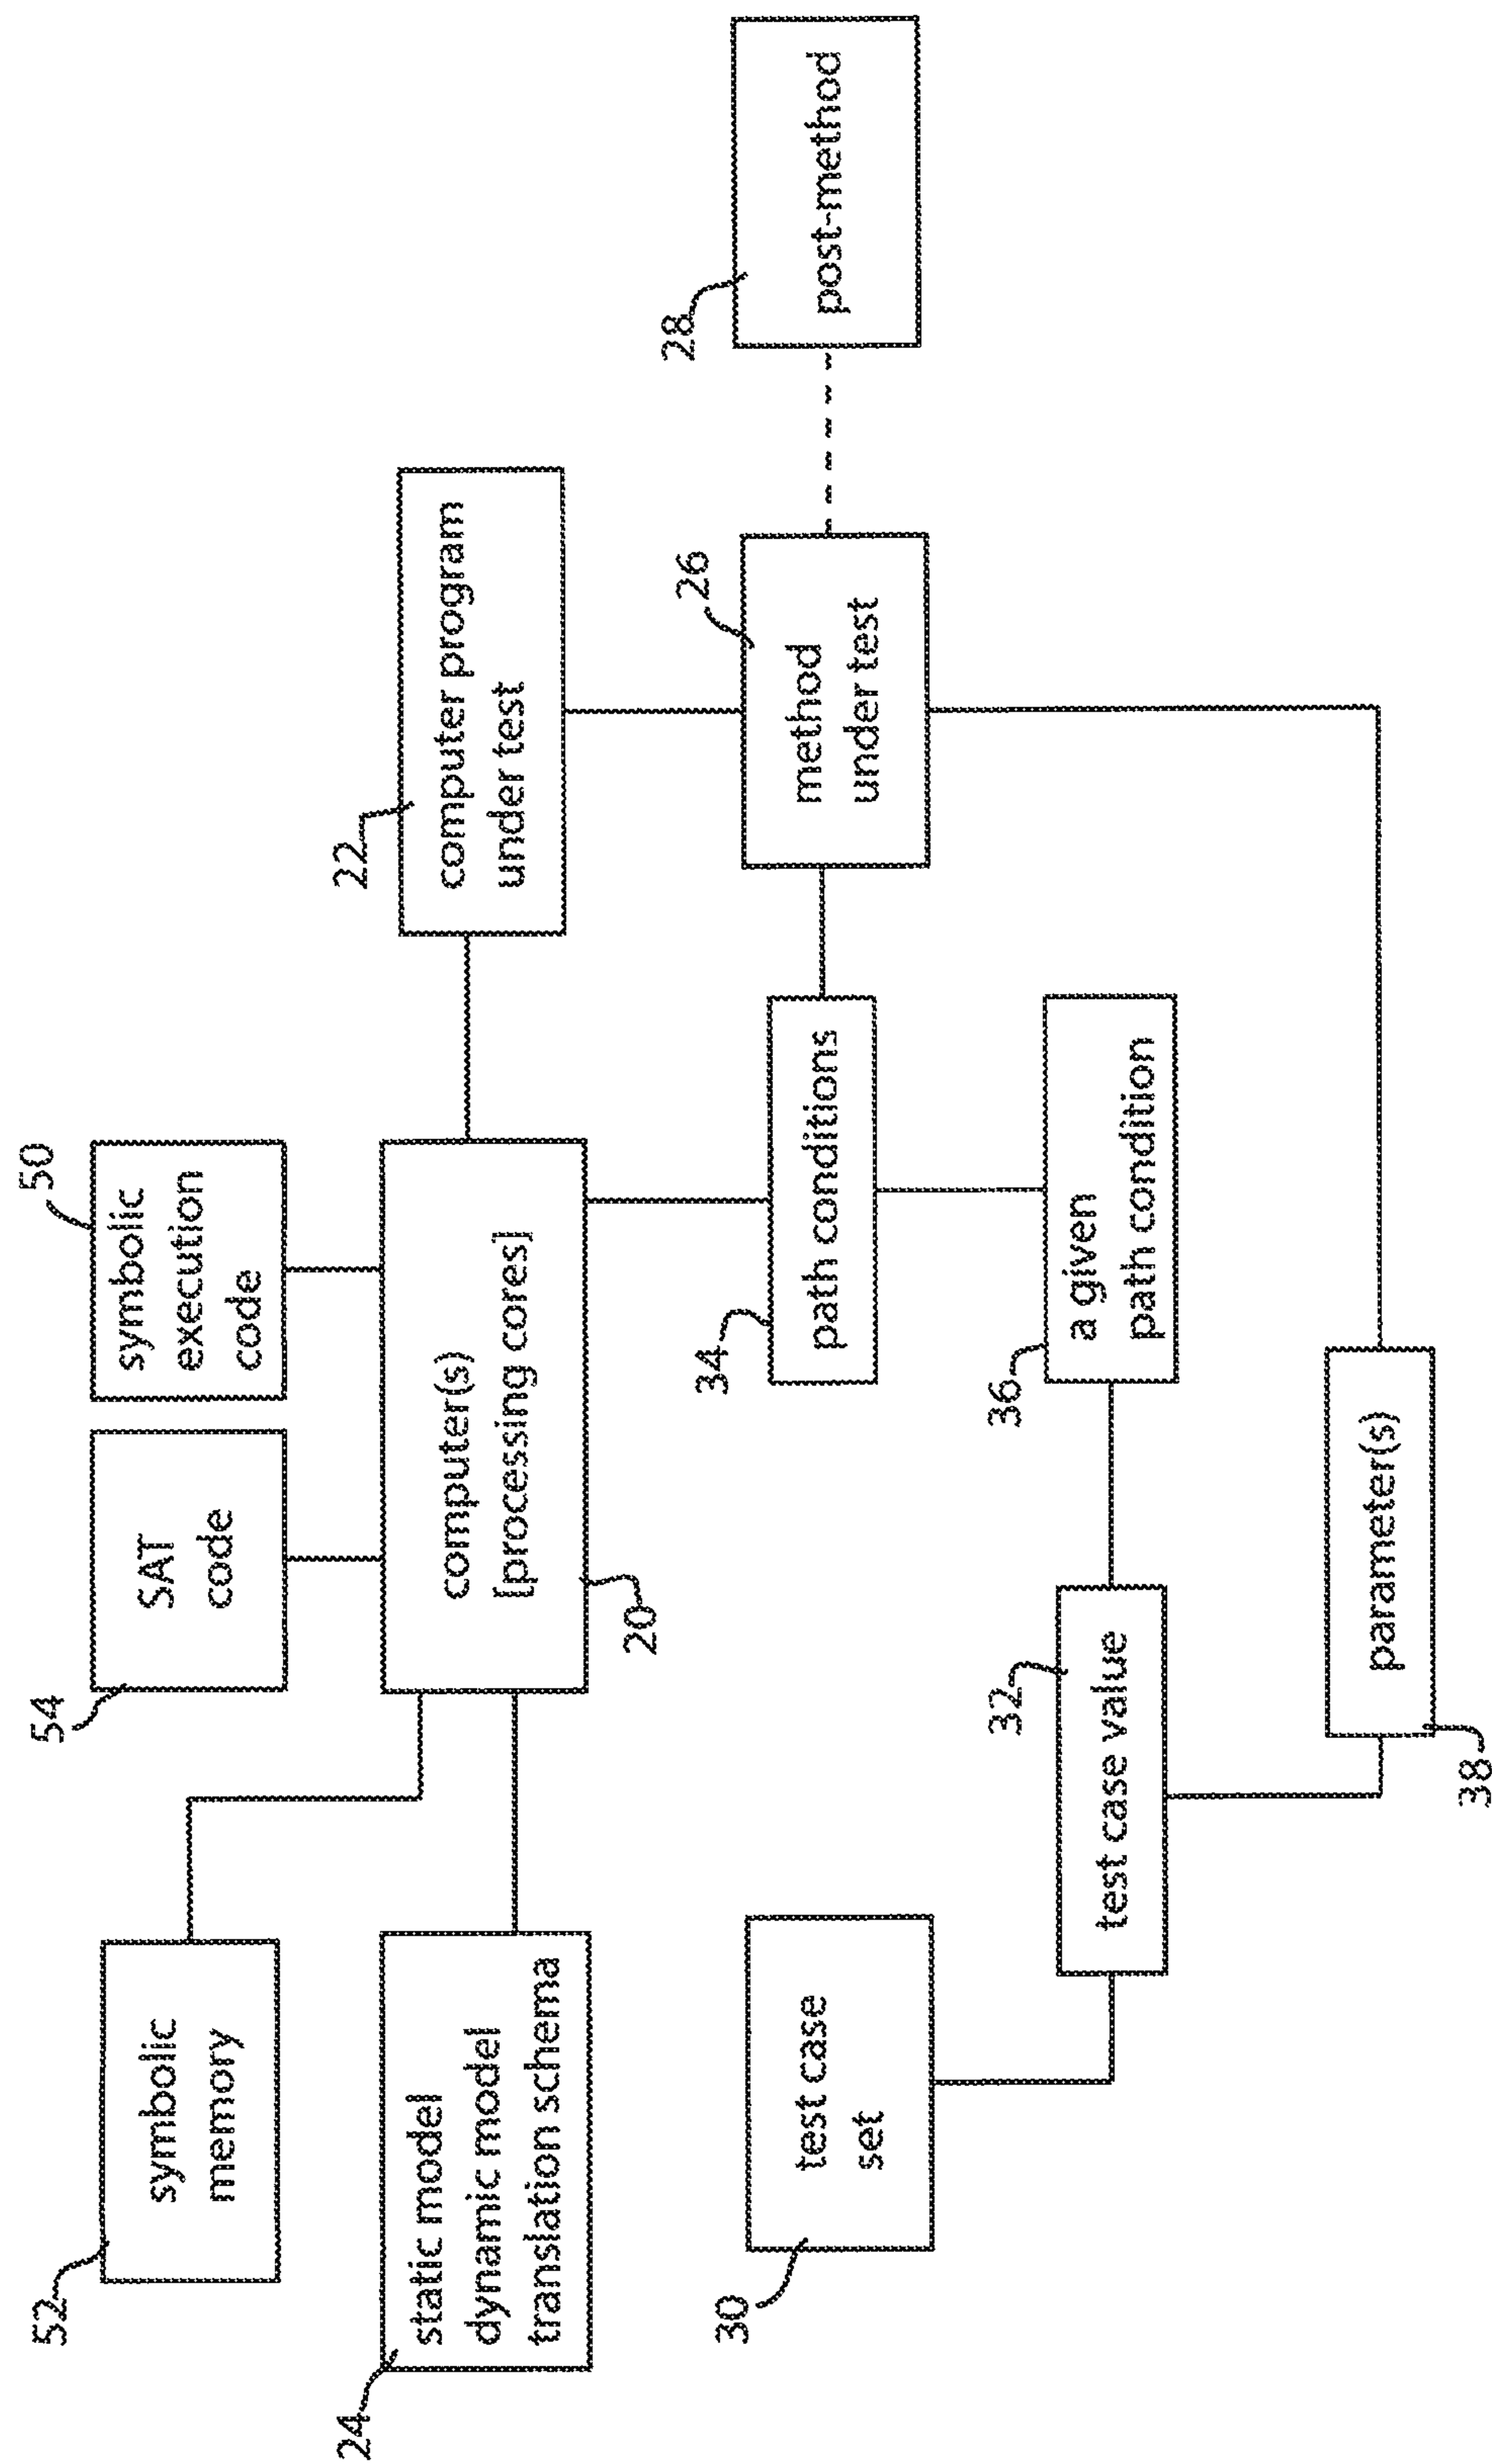 52
symbolic
memory
54
SAT
code
50
symbolic
execution
code
24
static model
dynamic model
translation schema
computer(s)
[processing cores]
20
22
computer program
under test
30
test case
set
34
path conditions
26
method
under test
28
post-method
32
test case value
36
a given
path condition
38
parameter(s)